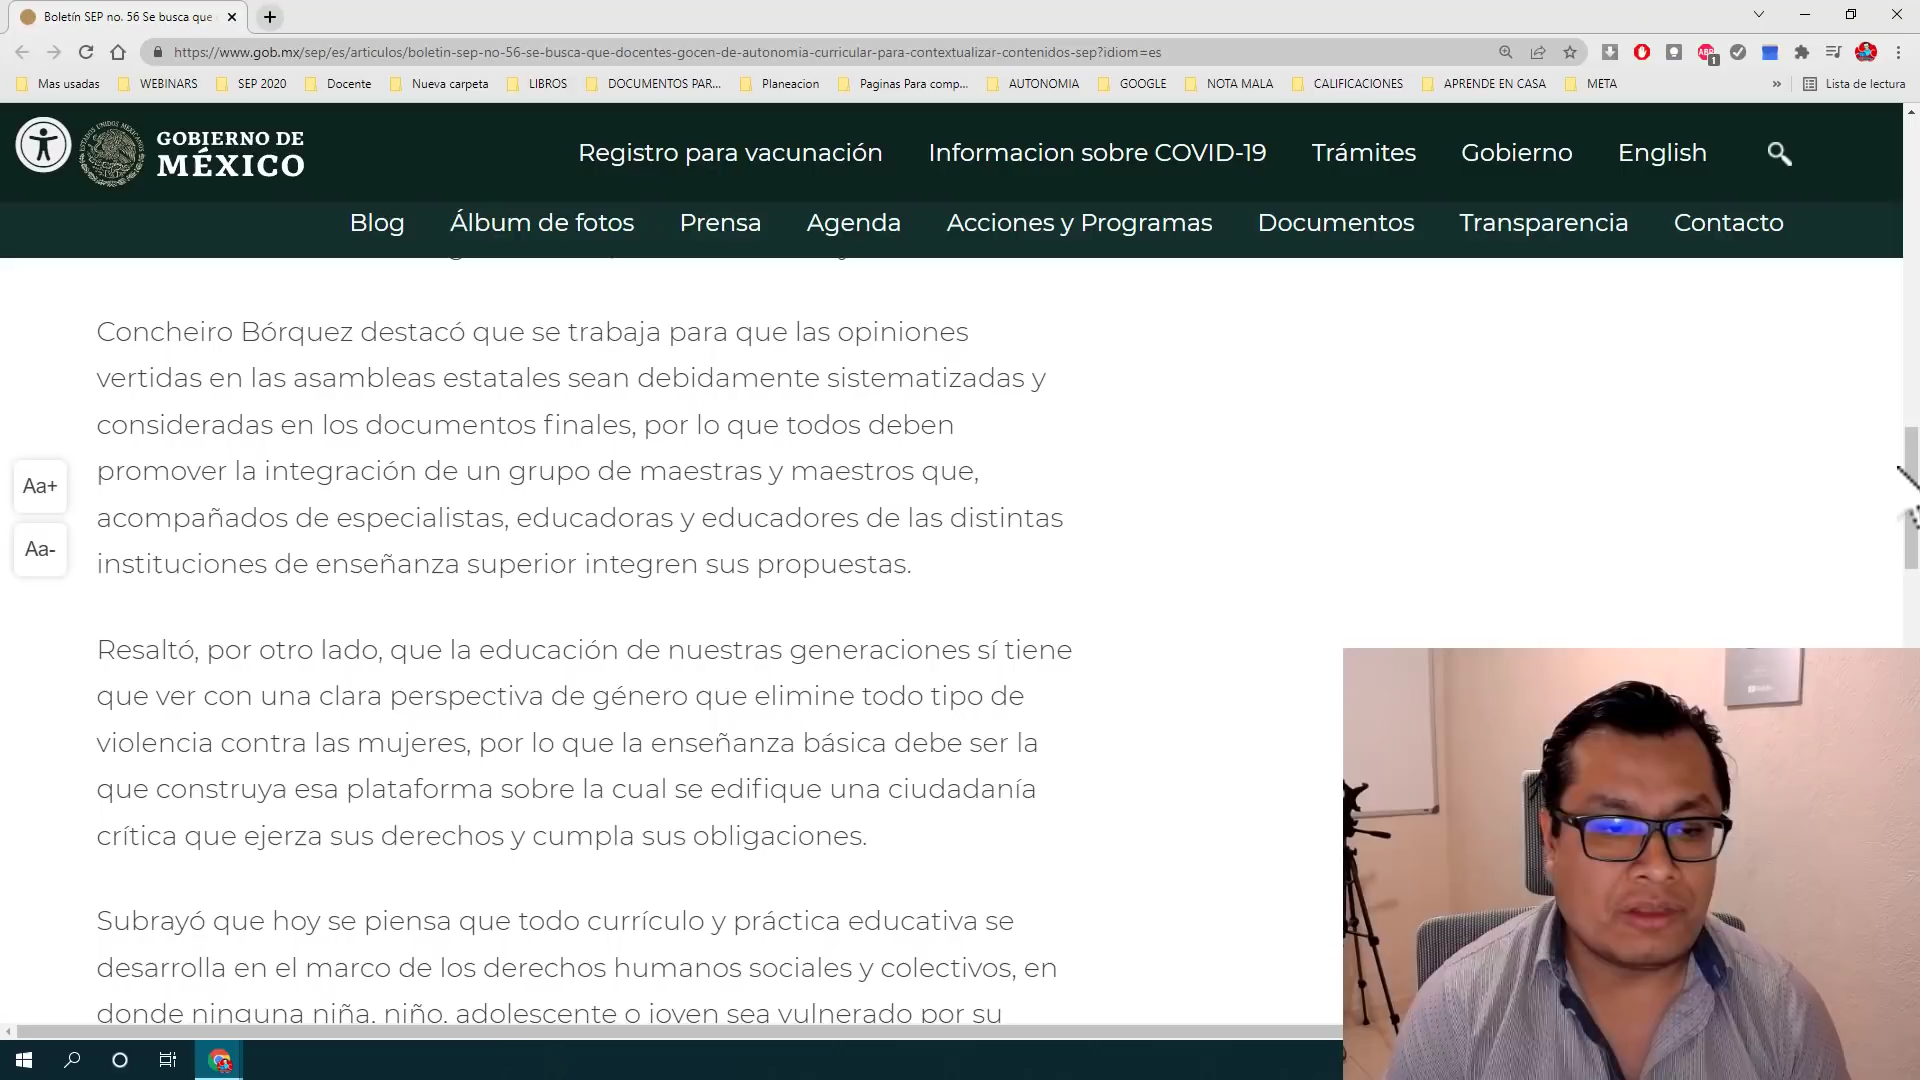 Boletín SEP no. 56 Se busca que
https://www.gob.mx/sep/es/articulos/boletin-sep-no-56-se-busca-que-docentes-gocen-de-autonomia-curricular-para-contextualizar-contenidos-sep?idiom=es
Mas usadas WEBINARS SEP 2020 Docente Nueva carpeta LIBROS DOCUMENTOS PAR... Planeacion Paginas Para comp... AUTONOMIA GOOGLE NOTA MALA CALIFICACIONES APRENDE EN CASA META » Lista de lectura
GOBIERNO DE
MÉXICO
Registro para vacunación Informacion sobre COVID-19 Trámites Gobierno English
Blog Álbum de fotos Prensa Agenda Acciones y Programas Documentos Transparencia Contacto
Concheiro Bórquez destacó que se trabaja para que las opiniones
vertidas en las asambleas estatales sean debidamente sistematizadas y
consideradas en los documentos finales, por lo que todos deben
promover la integración de un grupo de maestras y maestros que,
acompañados de especialistas, educadoras y educadores de las distintas
instituciones de enseñanza superior integren sus propuestas.
Aa+
Aa-
Resaltó, por otro lado, que la educación de nuestras generaciones sí tiene
que ver con una clara perspectiva de género que elimine todo tipo de
violencia contra las mujeres, por lo que la enseñanza básica debe ser la
que construya esa plataforma sobre la cual se edifique una ciudadanía
crítica que ejerza sus derechos y cumpla sus obligaciones.
Subrayó que hoy se piensa que todo currículo y práctica educativa se
desarrolla en el marco de los derechos humanos sociales y colectivos, en
donde ninguna niña, niño, adolescente o joven sea vulnerado por su